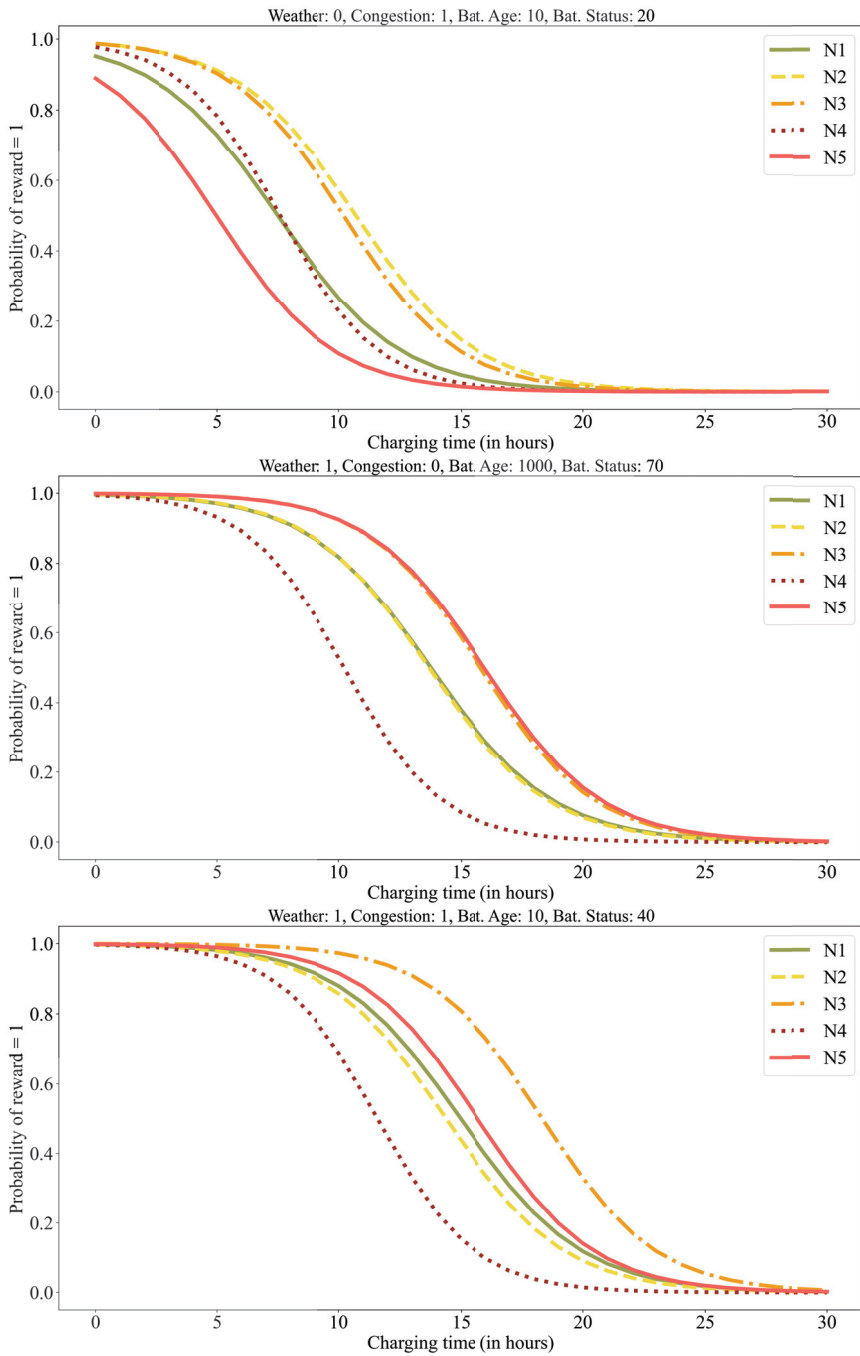 Weather: 0, Congestion: 1, Bat. Age: 10, Bat. Status: 20
1.0
0.8
0.6
0.4
0.2
0.0
Probability of reward = 1
N1
N2
N3
N4
N5
0 5 10 15 20 25 30
Charging time (in hours)
Weather: 1, Congestion: 0, Bat. Age: 1000, Bat. Status: 70
1.0
0.8
0.6
0.4
0.2
0.0
Probability of reward = 1
N1
N2
N3
N4
N5
0 5 10 15 20 25 30
Charging time (in hours)
Weather: 1, Congestion: 1, Bat. Age: 10, Bat. Status: 40
1.0
0.8
0.6
0.4
0.2
0.0
Probability of reward = 1
N1
N2
N3
N4
N5
0 5 10 15 20 25 30
Charging time (in hours)